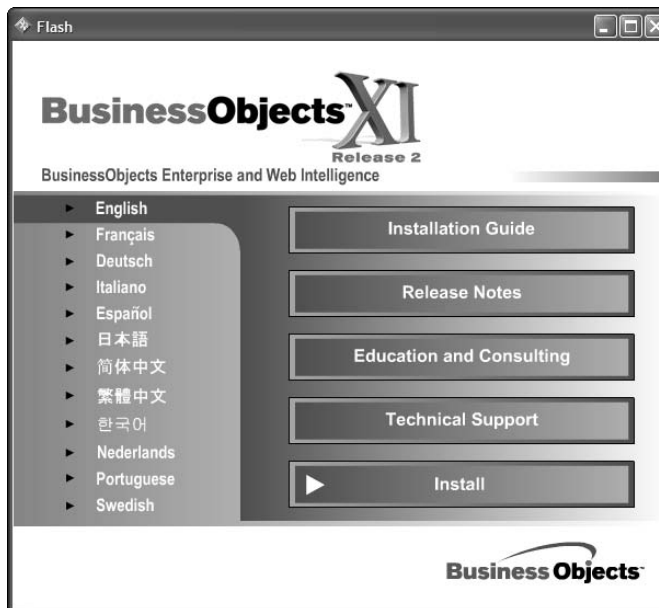 Flash
BusinessObjects™ XI
Release 2
BusinessObjects Enterprise and Web Intelligence
English
Français
Deutsch
Italiano
Español
日本語
简体中文
繁體中文
한국어
Nederlands
Portuguese
Swedish
Installation Guide
Release Notes
Education and Consulting
Technical Support
Install
Business Objects™